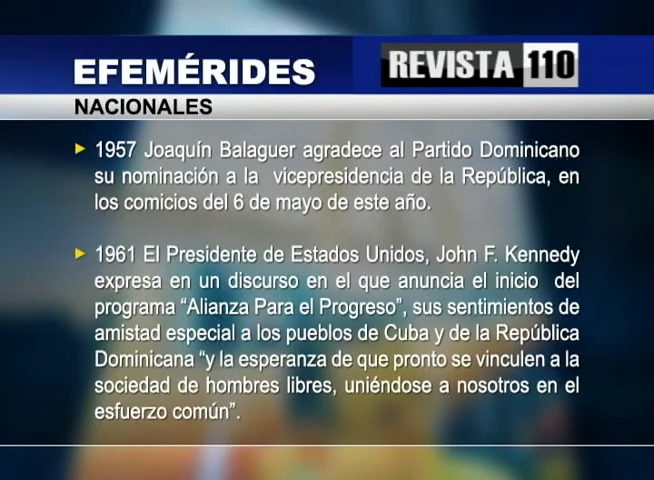 EFEMÉRIDES
REVISTA 110
NACIONALES
1957 Joaquín Balaguer agradece al Partido Dominicano
su nominación a la vicepresidencia de la República, en
los comicios del 6 de mayo de este año.
1961 El Presidente de Estados Unidos, John F. Kennedy
expresa en un discurso en el que anuncia el inicio del
programa “Alianza Para el Progreso”, sus sentimientos de
amistad especial a los pueblos de Cuba y de la República
Dominicana “y la esperanza de que pronto se vinculen a la
sociedad de hombres libres, uniéndose a nosotros en el
esfuerzo común”.